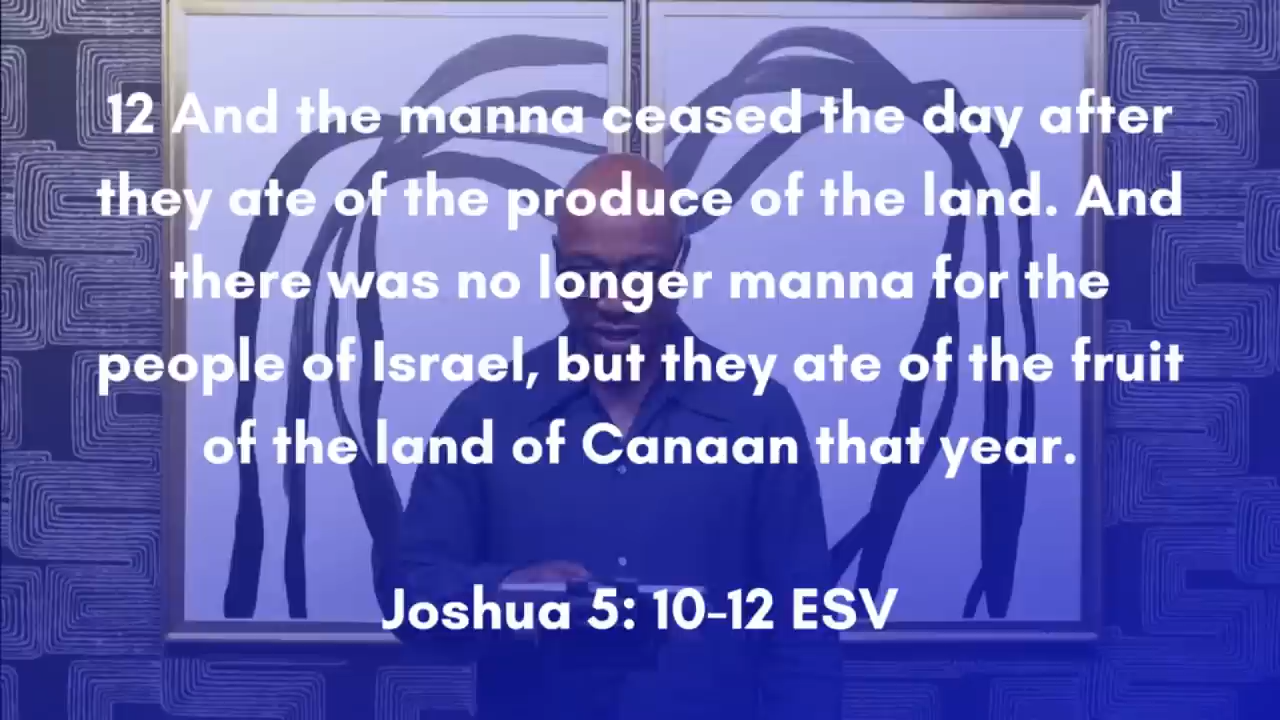 12 And the manna ceased the day after
they ate of the produce of the land. And
there was no longer manna for the
people of Israel, but they ate of the fruit
of the land of Canaan that year.
Joshua 5: 10-12 ESV